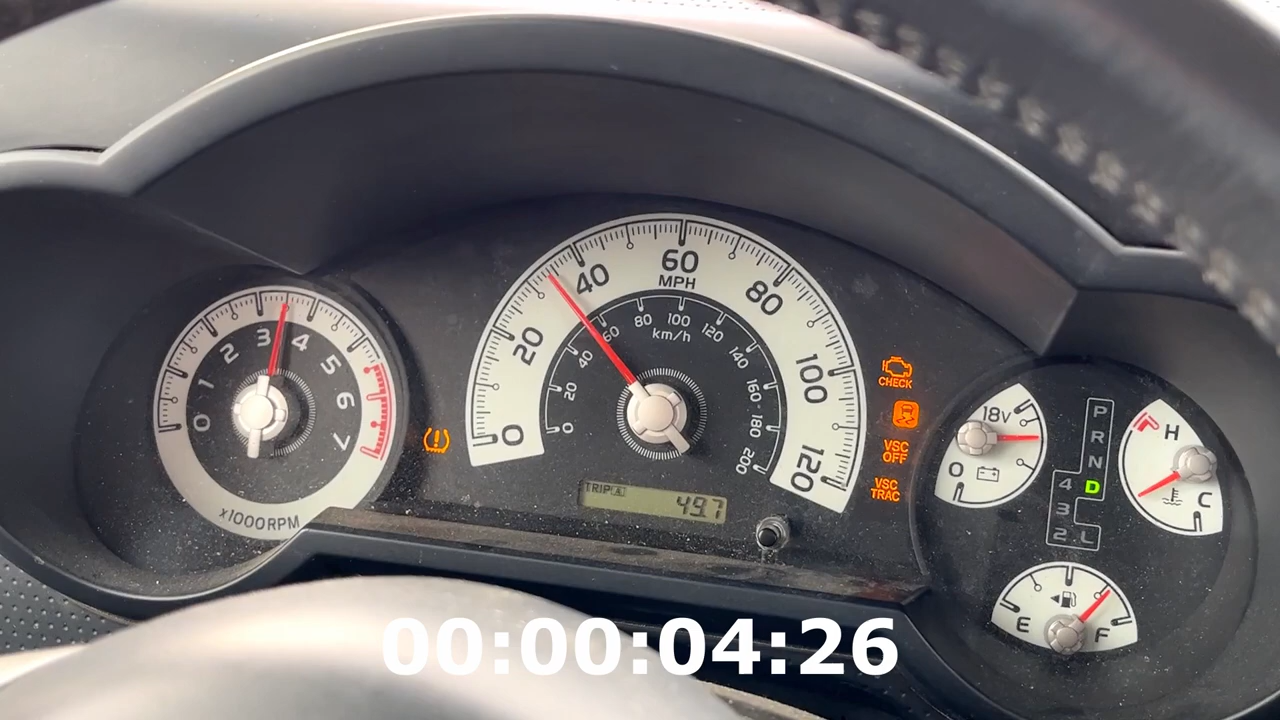 0 1 2 3 4 5 6 7
x1000RPM
0 20 40 60 80 100 120
MPH
0 20 40 60 80 100 120 140 160 180 200
km/h
TRIP A 49.7
CHECK
VSC
OFF
VSC
TRAC
18V
0
P
R
N
4 D
3
2 L
H
C
E F
00:00:04:26